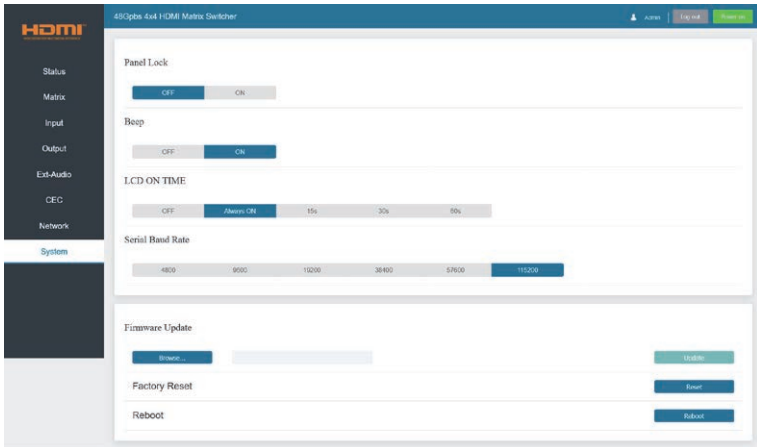 HDMI
48Gpbs 4x4 HDMI Matrix Switcher
Admin
Log out
Status
Matrix
Input
Output
Ext-Audio
CEC
Network
System
Panel Lock
OFF ON
Beep
OFF ON
LCD ON TIME
OFF Always ON 15s 30s 60s
Serial Baud Rate
4800 9600 19200 38400 57600 115200
Firmware Update
Browse... Update
Factory Reset Reset
Reboot Reboot